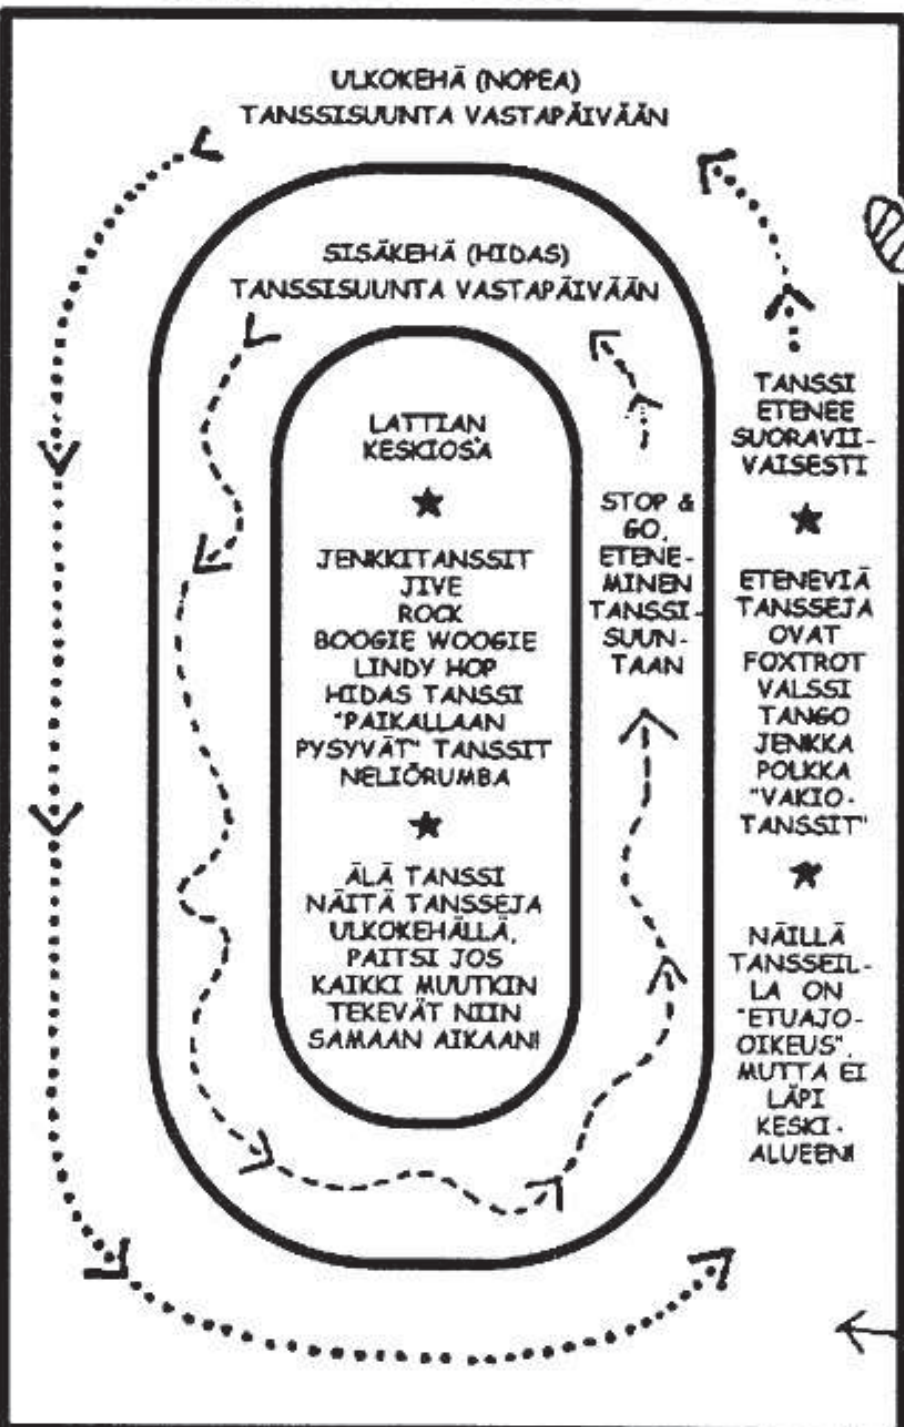 ULKOKEHÄ (NOPEA)
TANSSISUUNTA VASTAPÄIVÄÄN
SISÄKEHÄ (HIDAS)
TANSSISUUNTA VASTAPÄIVÄÄN
LATTIAN
KESKIOSA
JENKKITANSSIT
JIVE
ROCK
BOOGIE WOOGIE
LINDY HOP
HIDAS TANSSI
"PAIKALLAAN
PYSYVÄT" TANSSIT
NELIÖRUMBA
ÄLÄ TANSSI
NÄITÄ TANSSEJA
ULKOKEHÄLLÄ,
PAITSI JOS
KAIKKI MUUTKIN
TEKEVÄT NIIN
SAMAAN AIKAAN!
STOP &
GO,
ETENE-
MINEN
TANSSI-
SUUN-
TAAN
TANSSI
ETENEE
SUORAVII-
VAISESTI
ETENEVIÄ
TANSSEJA
OVAT
FOXTROT
VALSSI
TANGO
JENKKA
POLKKA
"VAKIO-
TANSSIT"
NÄILLÄ
TANSSEIL-
LA ON
"ETUAJO-
OIKEUS",
MUTTA EI
LÄPI
KESKI-
ALUEEN!